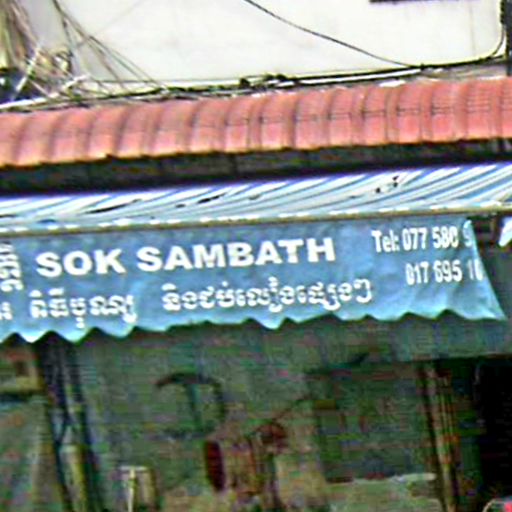 SOK SAMBATH
Tel: 077 580
017 695
ពិធីបុណ្យ និងជប់លៀងផ្សេងៗ